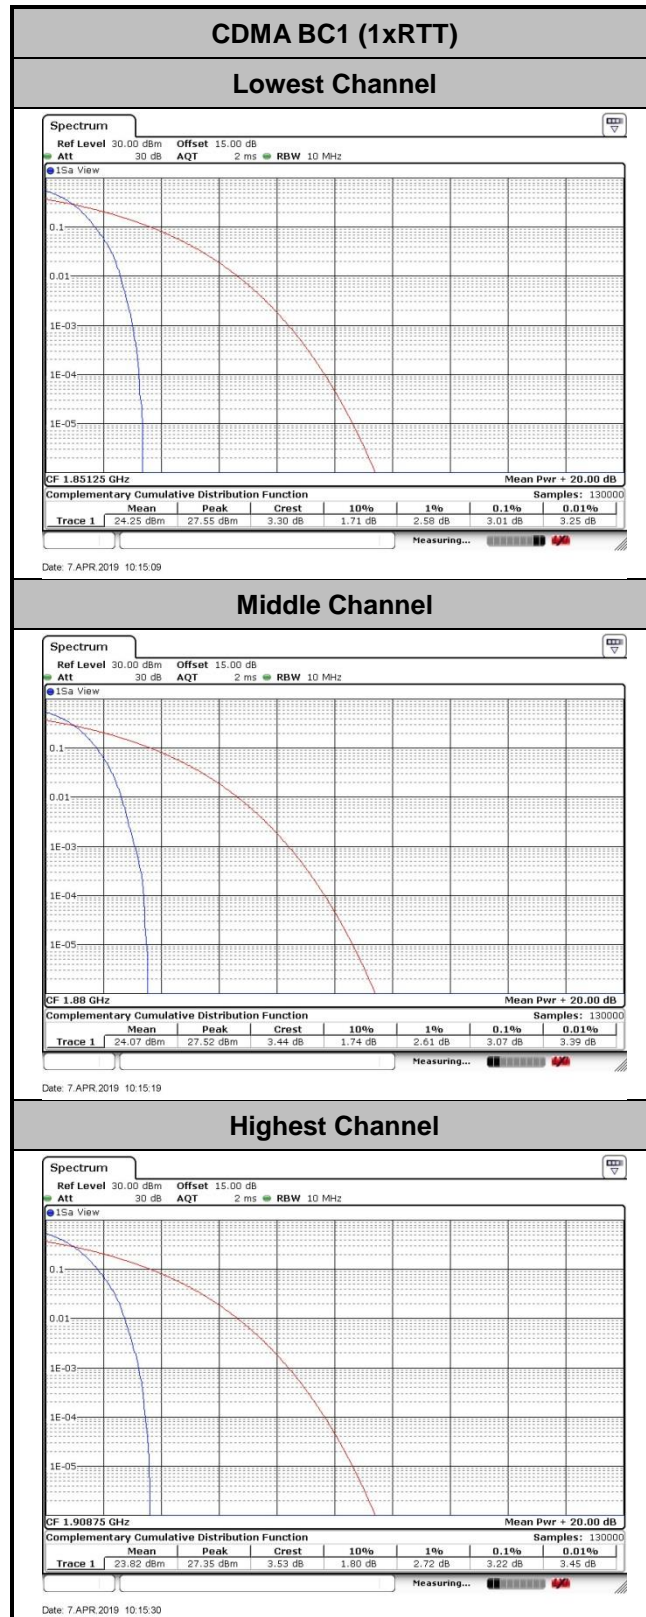 CDMA BC1 (1xRTT)
Lowest Channel
Spectrum
Ref Level 30.00 dBm Offset 15.00 dB
Att 30 dB AQT 2 ms RBW 10 MHz
1Sa View
0.1
0.01
1E-03
1E-04
1E-05
CF 1.85125 GHz Mean Pwr + 20.00 dB
Complementary Cumulative Distribution Function Samples: 130000
Mean Peak Crest 10% 1% 0.1% 0.01%
Trace 1 24.25 dBm 27.55 dBm 3.30 dB 1.71 dB 2.58 dB 3.01 dB 3.25 dB
Measuring...
Date: 7.APR.2019 10:15:09
Middle Channel
Spectrum
Ref Level 30.00 dBm Offset 15.00 dB
Att 30 dB AQT 2 ms RBW 10 MHz
1Sa View
0.1
0.01
1E-03
1E-04
1E-05
CF 1.88 GHz Mean Pwr + 20.00 dB
Complementary Cumulative Distribution Function Samples: 130000
Mean Peak Crest 10% 1% 0.1% 0.01%
Trace 1 24.07 dBm 27.52 dBm 3.44 dB 1.74 dB 2.61 dB 3.07 dB 3.39 dB
Measuring...
Date: 7.APR.2019 10:15:19
Highest Channel
Spectrum
Ref Level 30.00 dBm Offset 15.00 dB
Att 30 dB AQT 2 ms RBW 10 MHz
1Sa View
0.1
0.01
1E-03
1E-04
1E-05
CF 1.90875 GHz Mean Pwr + 20.00 dB
Complementary Cumulative Distribution Function Samples: 130000
Mean Peak Crest 10% 1% 0.1% 0.01%
Trace 1 23.82 dBm 27.35 dBm 3.53 dB 1.80 dB 2.72 dB 3.22 dB 3.45 dB
Measuring...
Date: 7.APR.2019 10:15:30